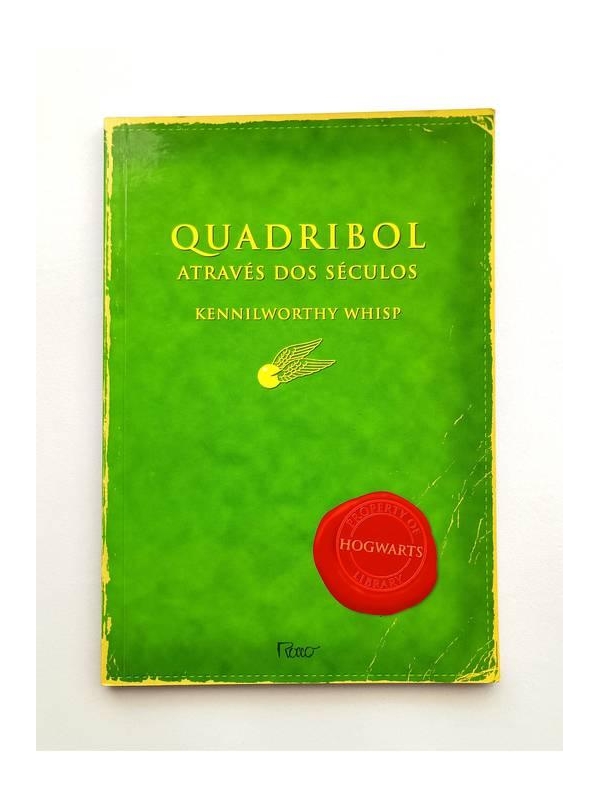 QUADRIBOL
ATRAVÉS DOS SÉCULOS
KENNILWORTHY WHISP
PROPERTY OF
HOGWARTS
LIBRARY
Rocco